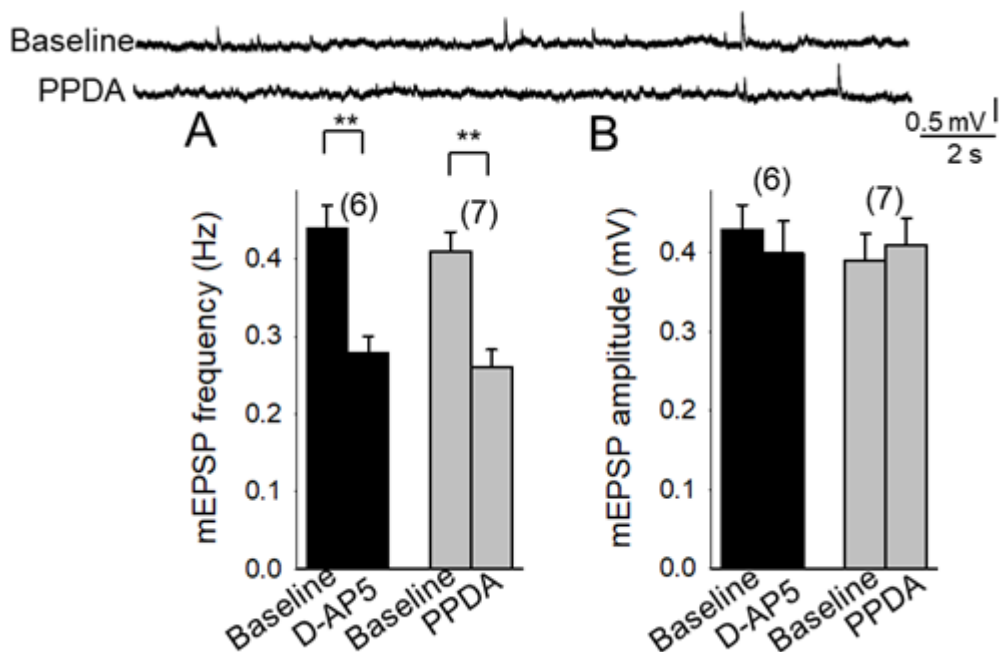 Baseline
PPDA
0.5 mV
2 s
A
**
**
B
(6)
(7)
(6)
(7)
mEPSP frequency (Hz)
0.4
0.3
0.2
0.1
0.0
Baseline
D-AP5
Baseline
PPDA
mEPSP amplitude (mV)
0.4
0.3
0.2
0.1
0.0
Baseline
D-AP5
Baseline
PPDA